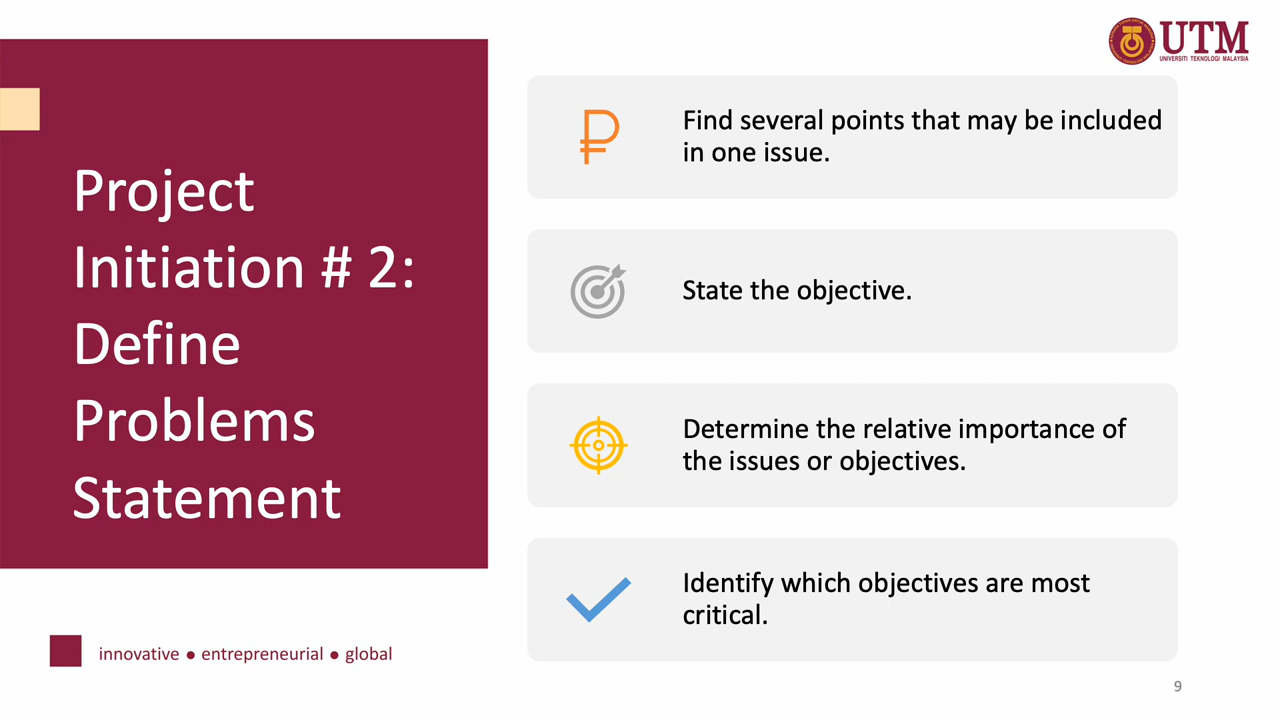 UTM
UNIVERSITI TEKNOLOGI MALAYSIA
Project
Initiation # 2:
Define
Problems
Statement
Find several points that may be included
in one issue.
State the objective.
Determine the relative importance of
the issues or objectives.
Identify which objectives are most
critical.
innovative ● entrepreneurial ● global
9